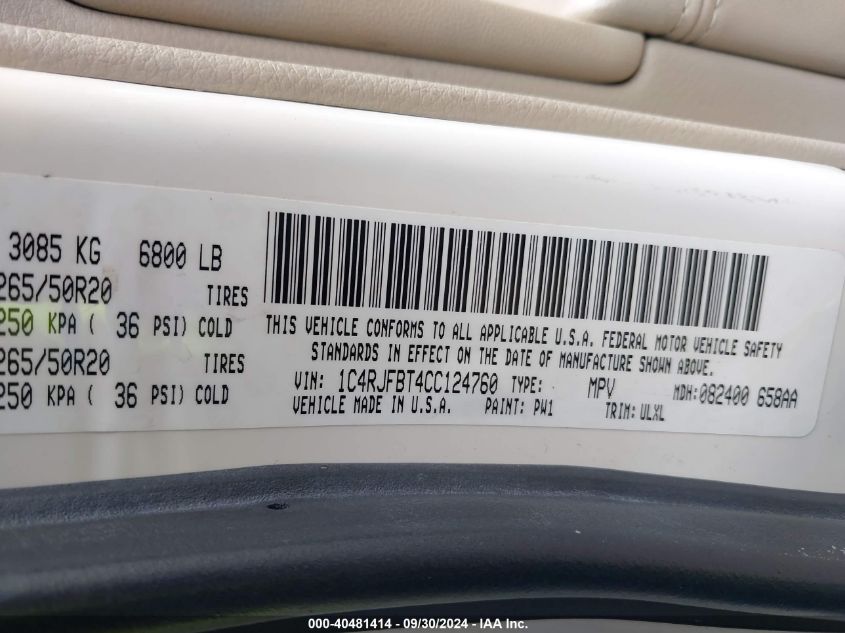 3085 KG 6800 LB
265/50R20 TIRES
250 KPA ( 36 PSI) COLD
265/50R20 TIRES
250 KPA ( 36 PSI) COLD
THIS VEHICLE CONFORMS TO ALL APPLICABLE U.S.A. FEDERAL MOTOR VEHICLE SAFETY
STANDARDS IN EFFECT ON THE DATE OF MANUFACTURE SHOWN ABOVE.
VIN: 1C4RJFBT4CC124760 TYPE: MPV MDH:082400 658AA
VEHICLE MADE IN U.S.A. PAINT: PW1 TRIM: ULXL
000-40481414 - 09/30/2024 - IAA Inc.